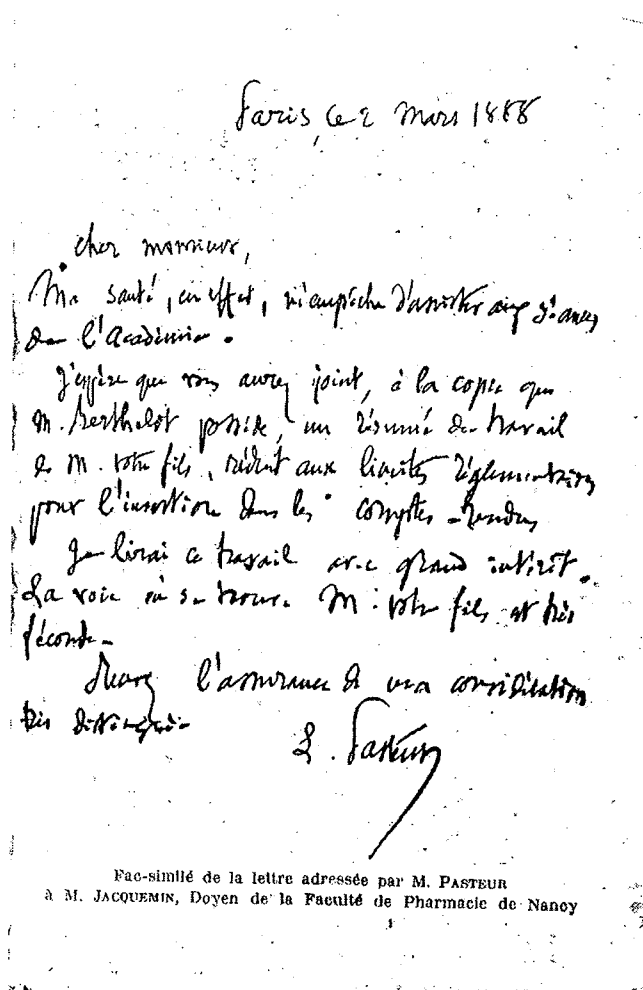 Paris, ce 2 Mars 1888
Cher monsieur,
Ma santé, en effet, m'empêche d'assister aux séances
de l'Académie.
J'espère que vous aurez joint, à la copie que
M. Berthelot possède, un résumé du travail
de M. votre fils, réduit aux limites réglementaires
pour l'insertion dans les comptes-rendus
Je lirai ce travail avec grand intérêt.
La voie où se trouve M. votre fils est très
féconde.
Recevez l'assurance de ma considération
très distinguée.
L. Pasteur
Fac-similé de la lettre adressée par M. PASTEUR
à M. JACQUEMIN, Doyen de la Faculté de Pharmacie de Nancy